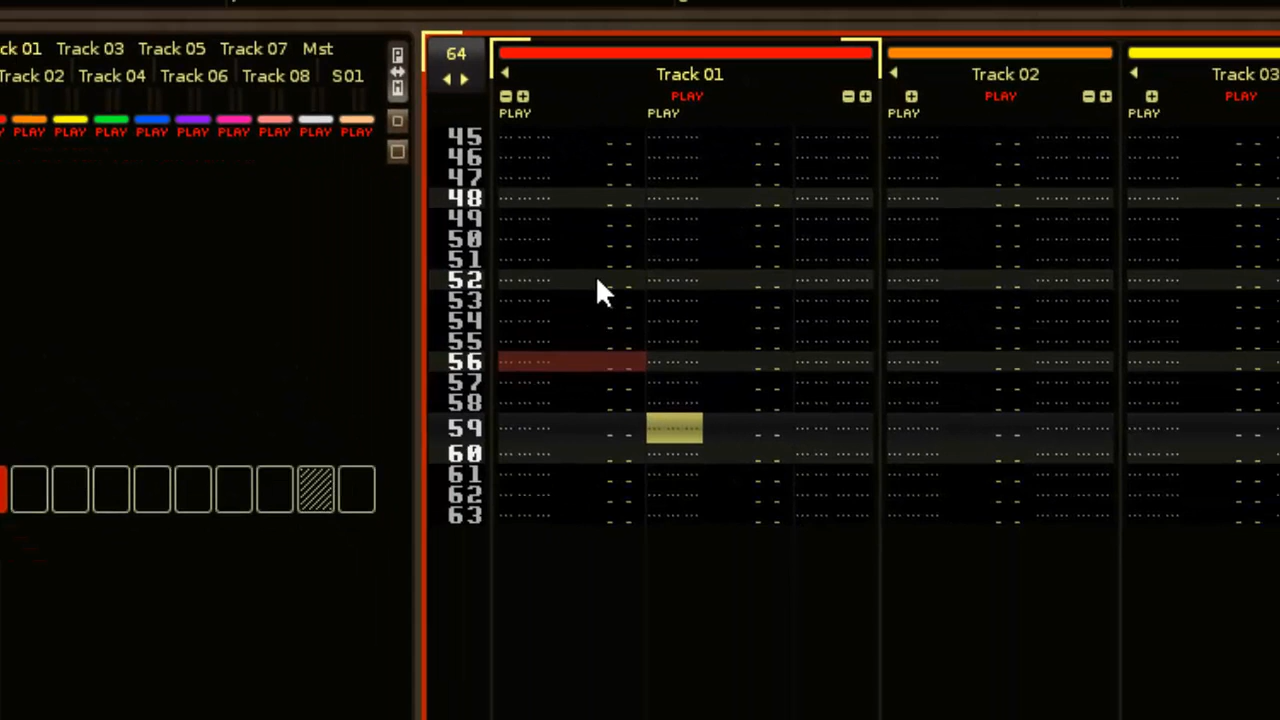 ck 01 Track 03 Track 05 Track 07 Mst
Track 02 Track 04 Track 06 Track 08 S01
PLAY PLAY PLAY PLAY PLAY PLAY PLAY PLAY PLAY
P
M
64
Track 01
Track 02
Track 03
PLAY
PLAY
PLAY
PLAY
PLAY
PLAY
PLAY
45
46
47
48
49
50
51
52
53
54
55
56
57
58
59
60
61
62
63